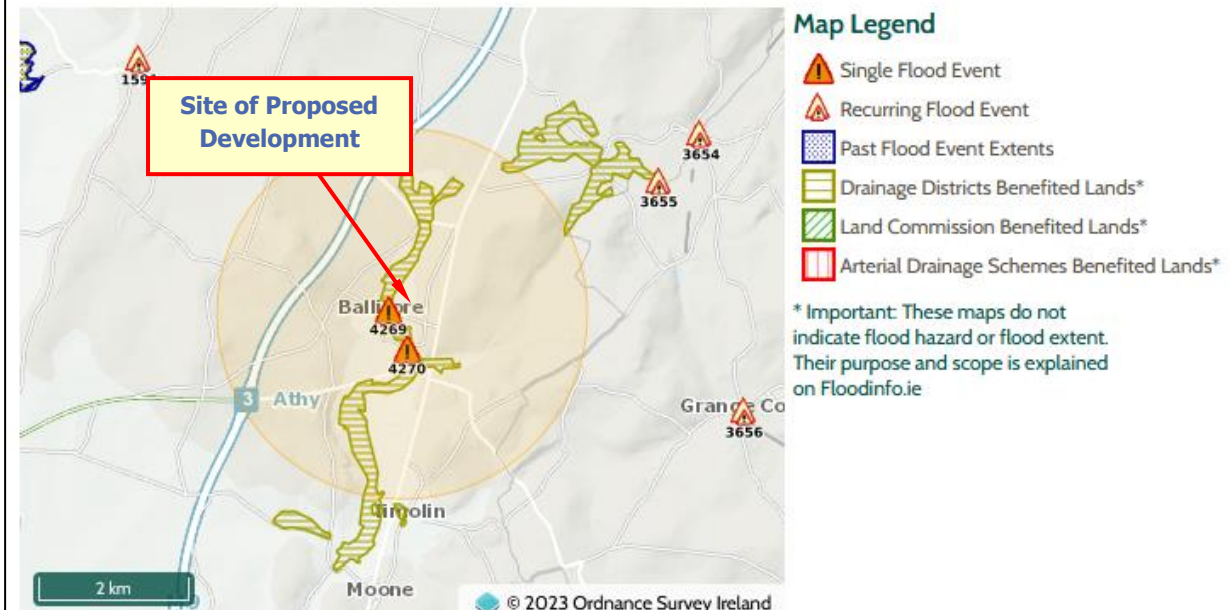 Map Legend
Single Flood Event
Recurring Flood Event
Past Flood Event Extents
Drainage Districts Benefited Lands*
Land Commission Benefited Lands*
Arterial Drainage Schemes Benefited Lands*
* Important: These maps do not
indicate flood hazard or flood extent.
Their purpose and scope is explained
on Floodinfo.ie
Site of Proposed
Development
3654
3655
4269
4270
3 Athy
3656
Timolin
Moone
2 km
© 2023 Ordnance Survey Ireland